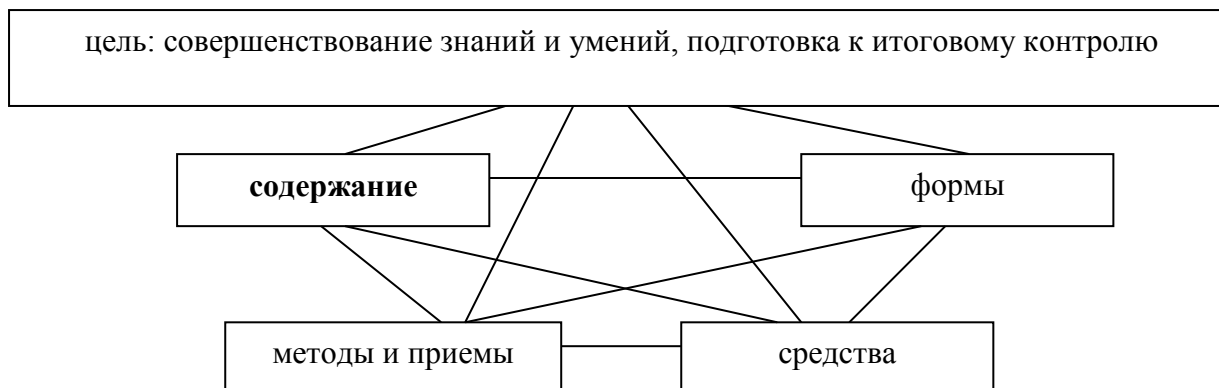 цель: совершенствование знаний и умений, подготовка к итоговому контролю
содержание
формы
методы и приемы
средства